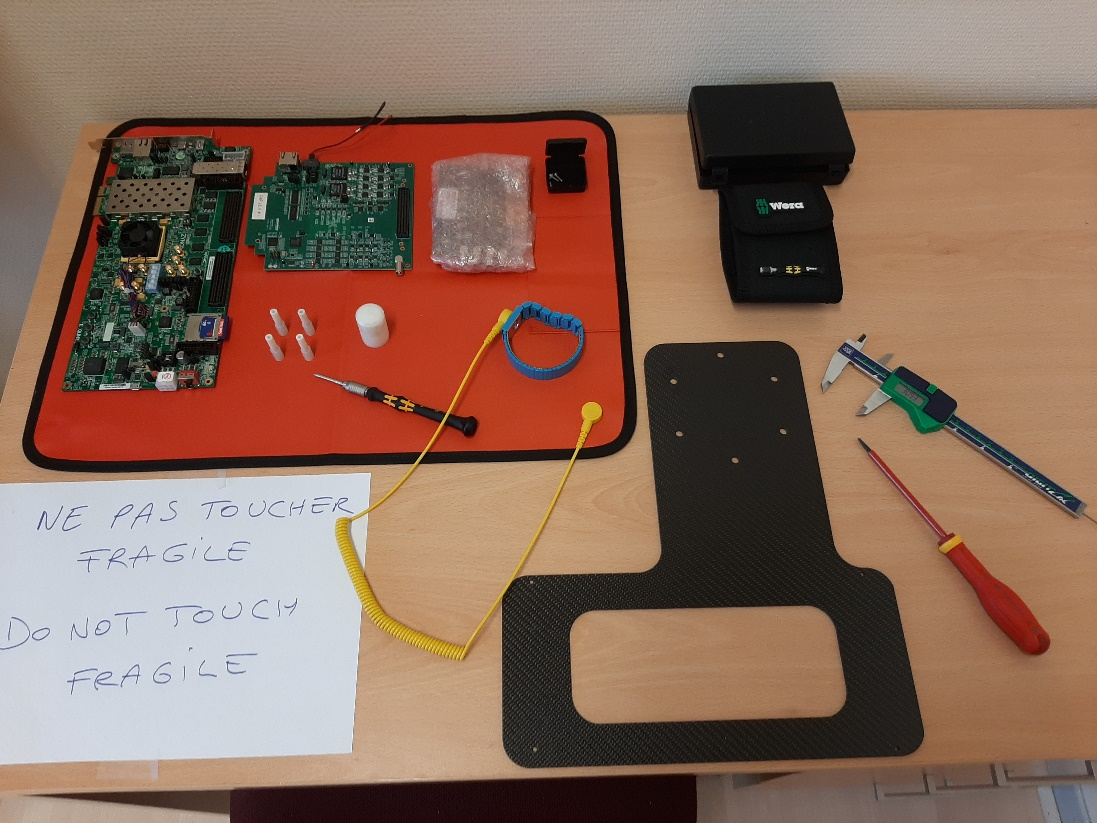 Wera
NE PAS TOUCHER
FRAGILE
DO NOT TOUCH
FRAGILE